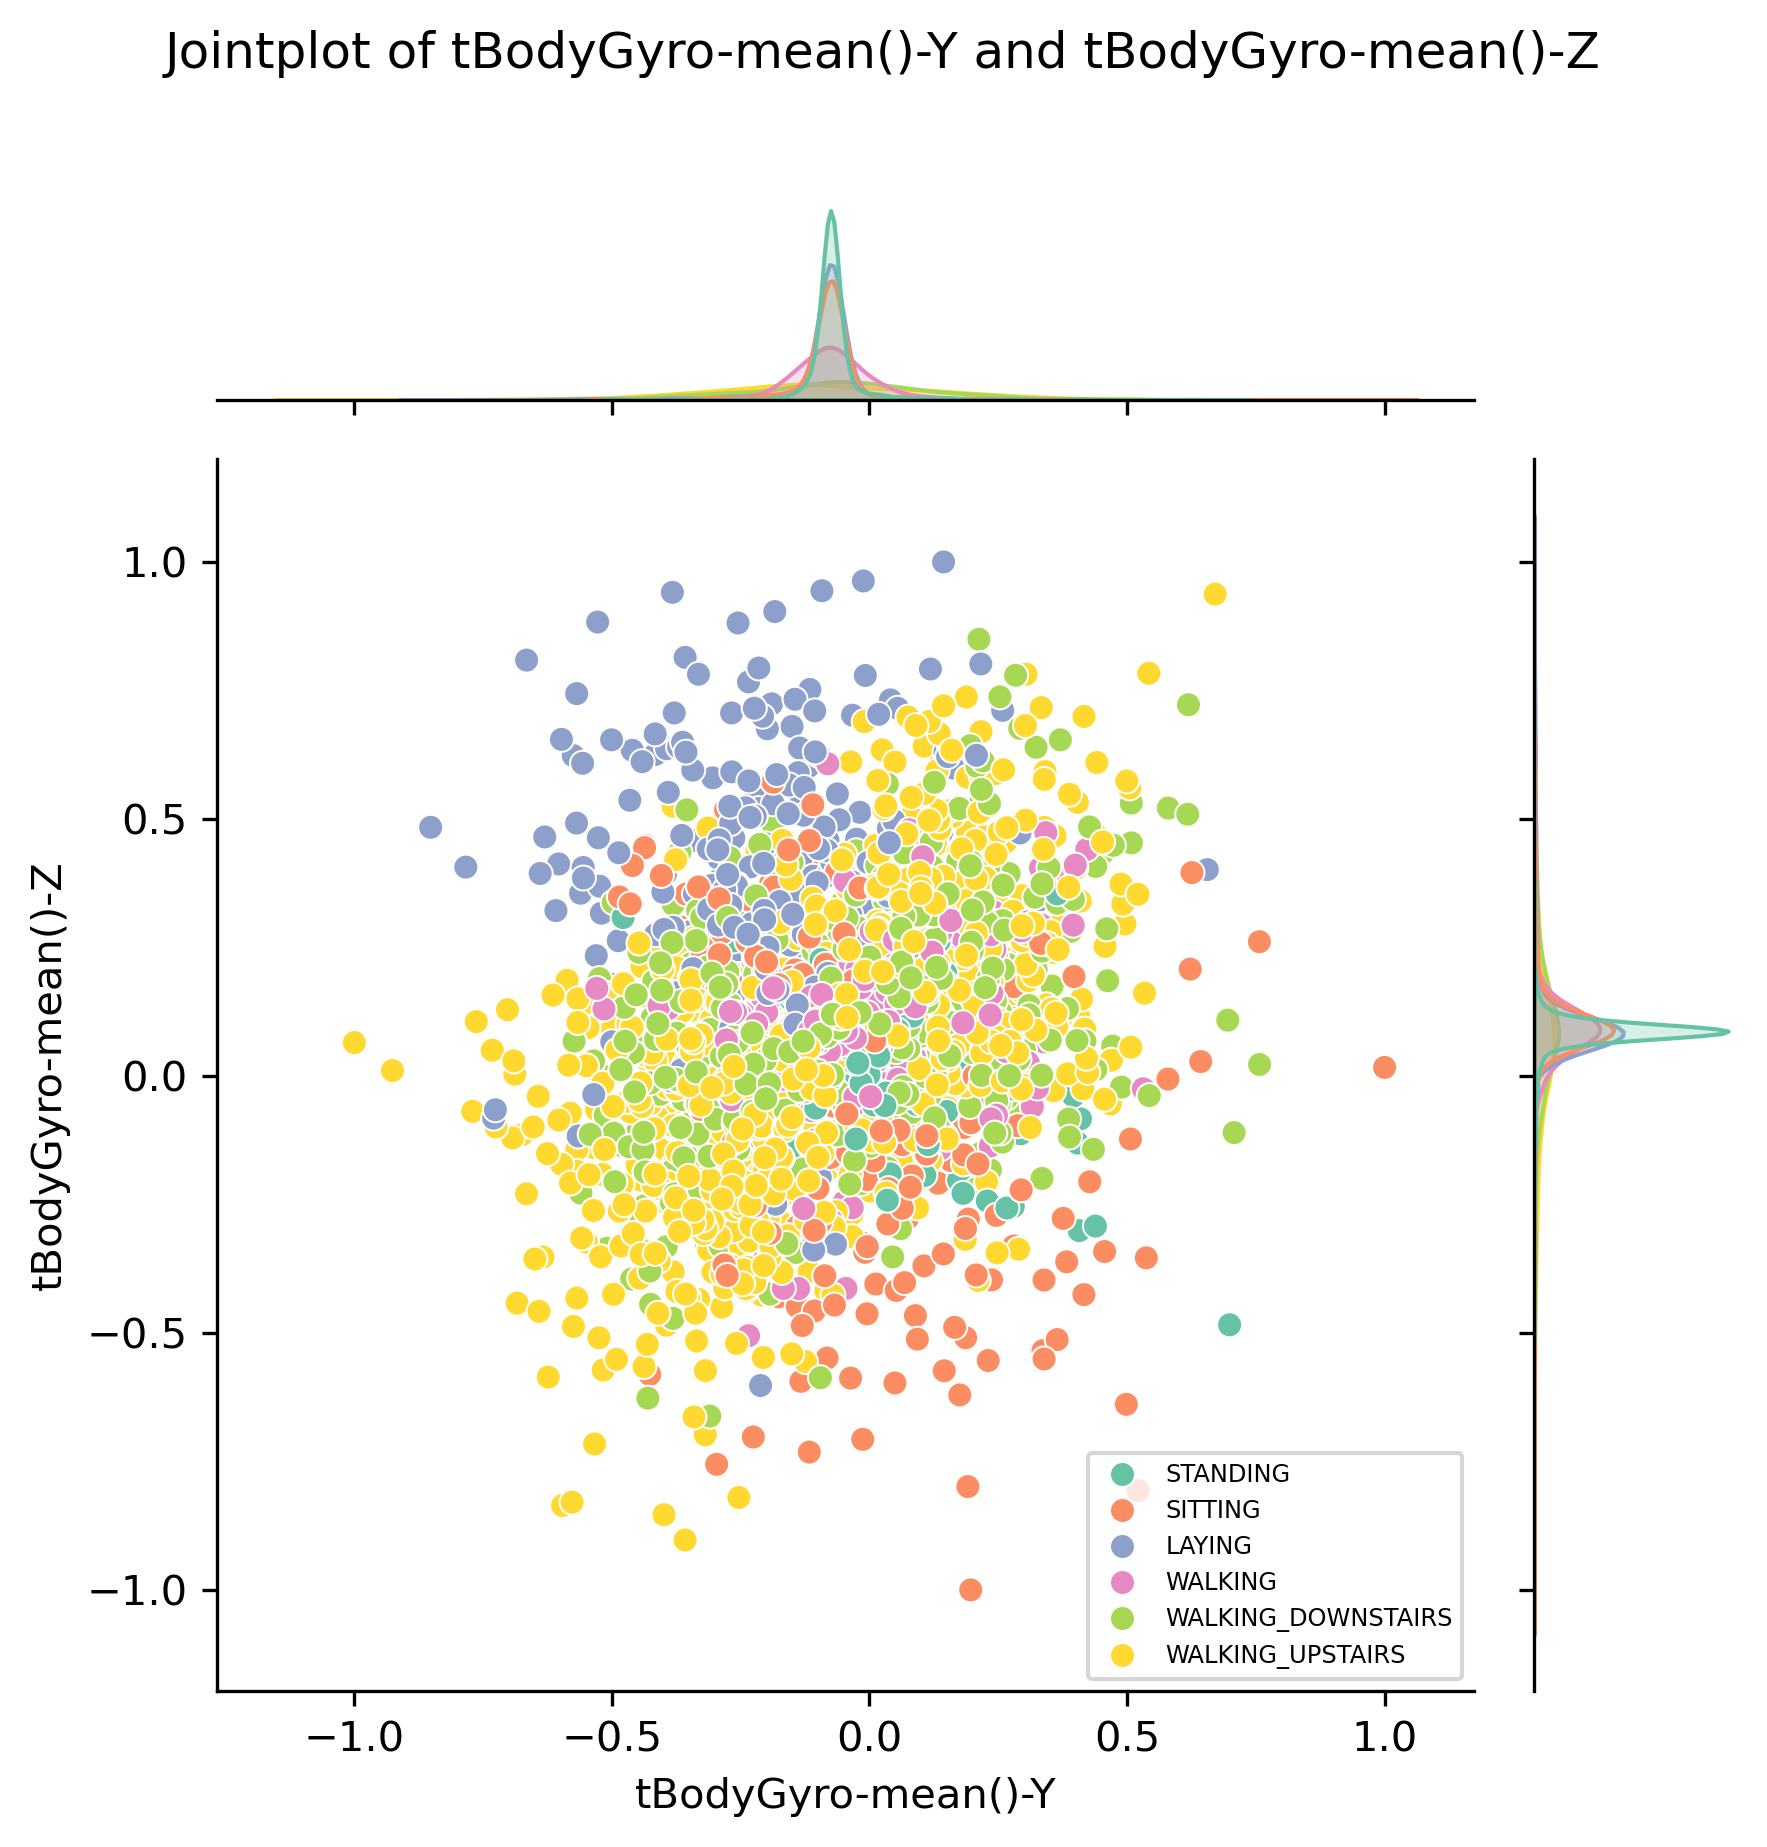 Jointplot of tBodyGyro-mean()-Y and tBodyGyro-mean()-Z
1.0
0.5
0.0
−0.5
−1.0
tBodyGyro-mean()-Z
STANDING
SITTING
LAYING
WALKING
WALKING_DOWNSTAIRS
WALKING_UPSTAIRS
−1.0 −0.5 0.0 0.5 1.0
tBodyGyro-mean()-Y